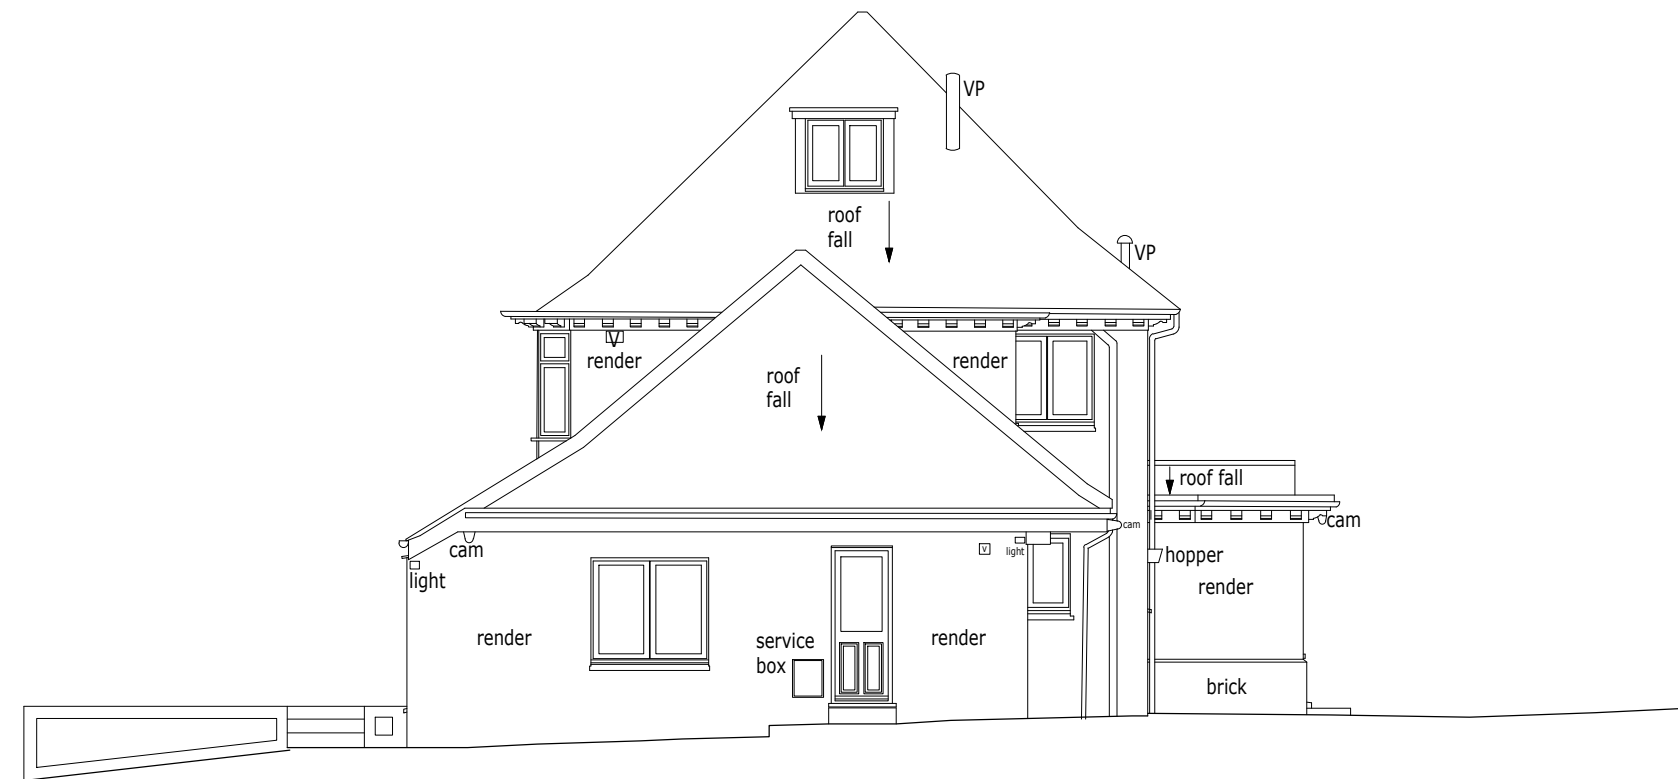 VP
roof
fall
VP
V
render
render
roof
fall
roof fall
cam
cam
cam
V
light
light
hopper
render
render
service
box
render
brick